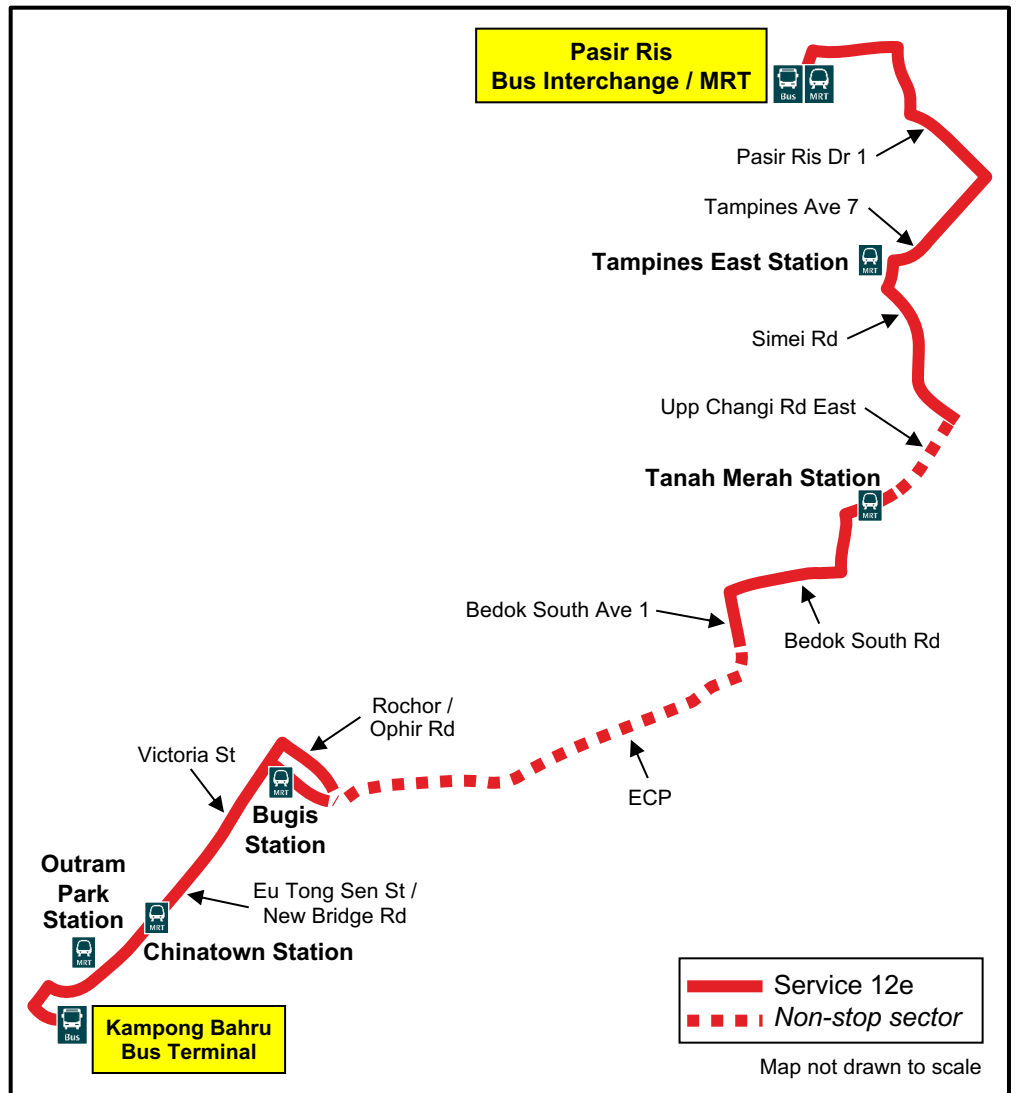 Pasir Ris
Bus Interchange / MRT
Bus
MRT
Pasir Ris Dr 1
Tampines Ave 7
Tampines East Station
MRT
Simei Rd
Upp Changi Rd East
Tanah Merah Station
MRT
Bedok South Ave 1
Bedok South Rd
Rochor /
Ophir Rd
Victoria St
ECP
MRT
Bugis
Station
Outram
Park
Station
MRT
Eu Tong Sen St /
New Bridge Rd
MRT
Chinatown Station
Bus
Kampong Bahru
Bus Terminal
Service 12e
Non-stop sector
Map not drawn to scale